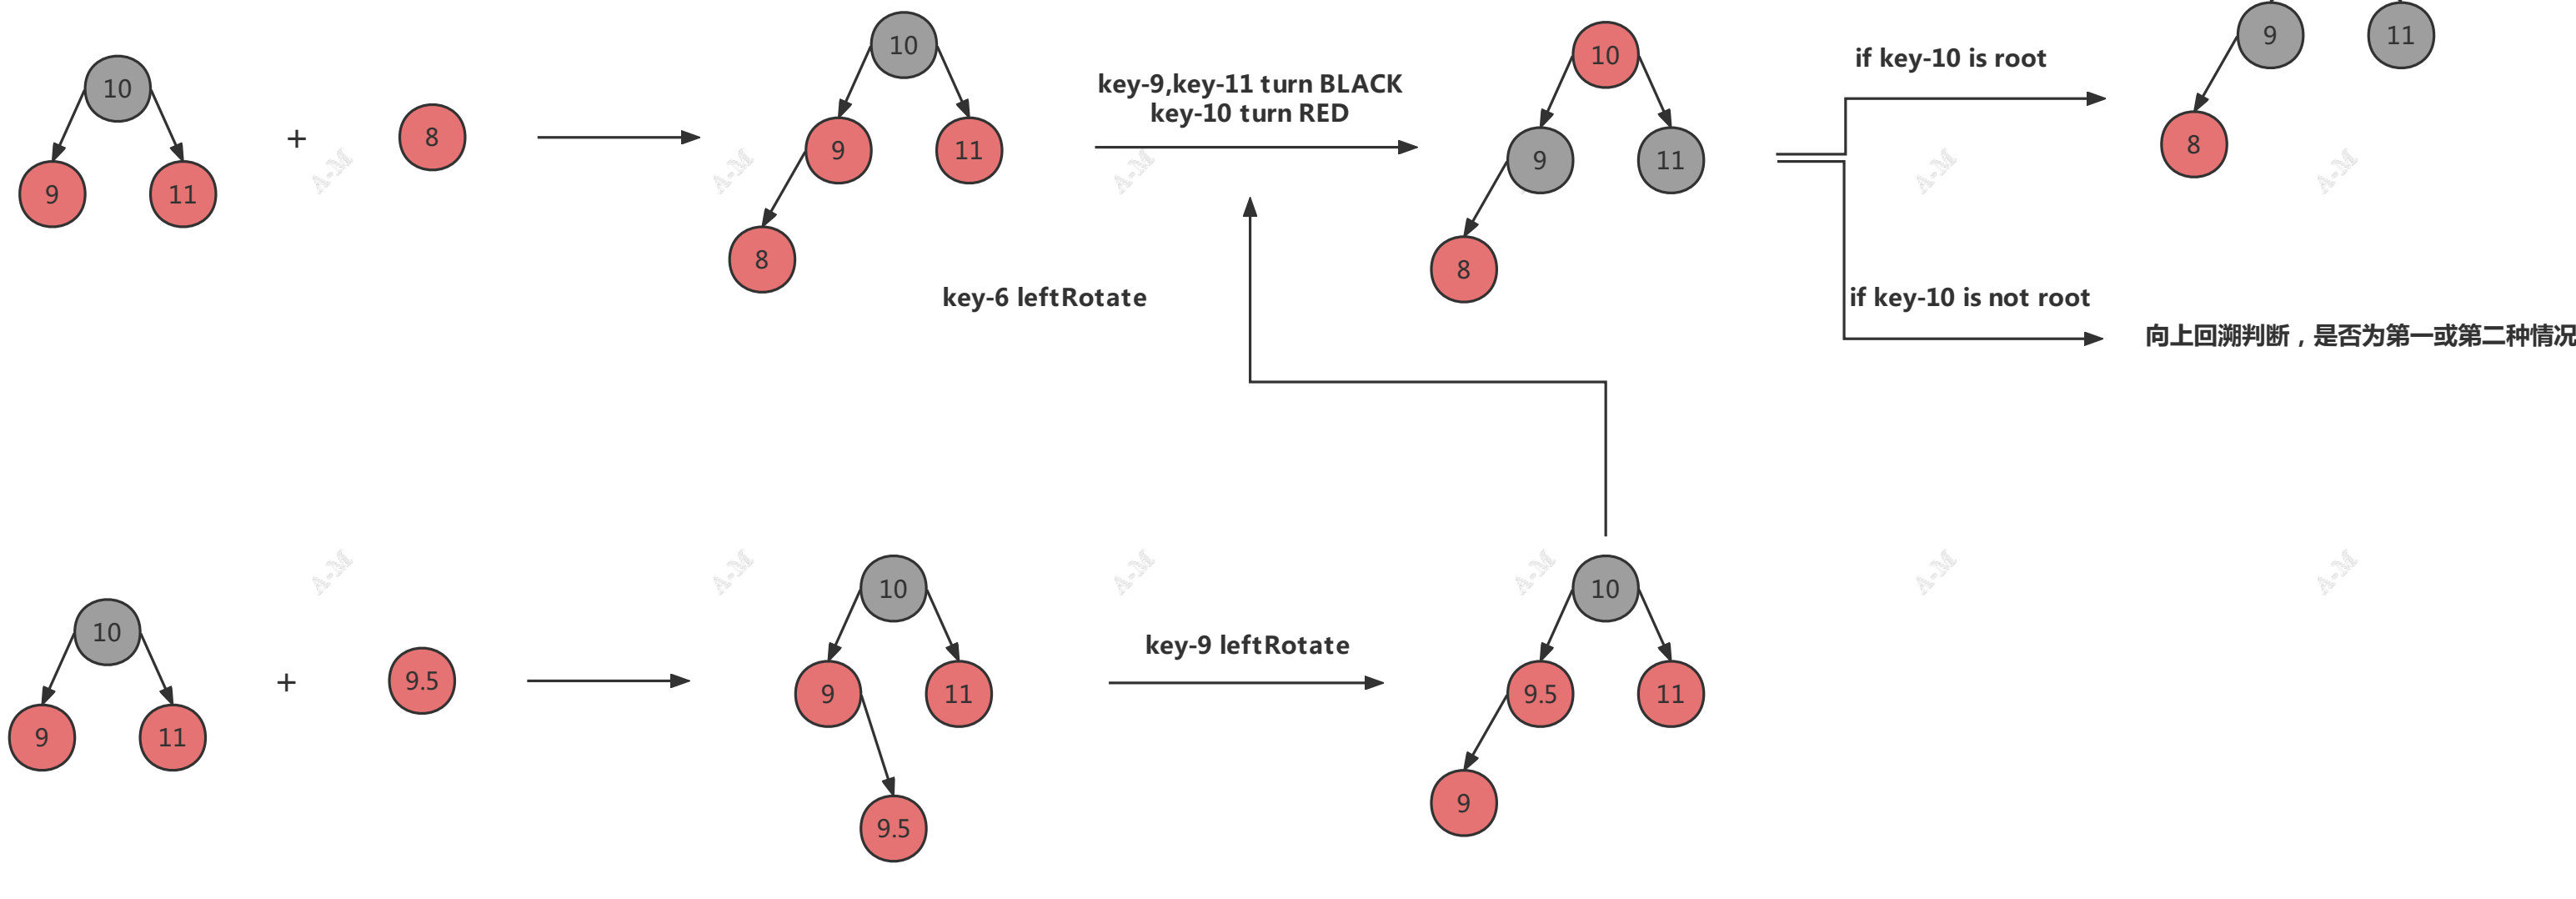 10
9
11
+
8
10
9
11
8
key-9,key-11 turn BLACK
key-10 turn RED
10
9
11
8
if key-10 is root
9
11
8
key-6 leftRotate
if key-10 is not root
向上回溯判断，是否为第一或第二种情况
10
9
11
+
9.5
10
9
11
9.5
key-9 leftRotate
10
9.5
11
9
A-M
A-M
A-M
A-M
A-M
A-M
A-M
A-M
A-M
A-M
A-M